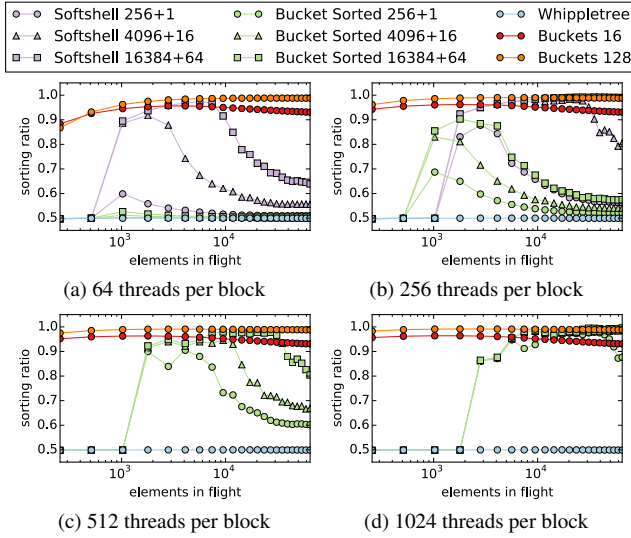 Softshell 256+1 Bucket Sorted 256+1 Whippletree
Softshell 4096+16 Bucket Sorted 4096+16 Buckets 16
Softshell 16384+64 Bucket Sorted 16384+64 Buckets 128
1.0
0.9
0.8
0.7
0.6
0.5
sorting ratio
10³ 10⁴
elements in flight
(a) 64 threads per block
1.0
0.9
0.8
0.7
0.6
0.5
sorting ratio
10³ 10⁴
elements in flight
(b) 256 threads per block
1.0
0.9
0.8
0.7
0.6
0.5
sorting ratio
10³ 10⁴
elements in flight
(c) 512 threads per block
1.0
0.9
0.8
0.7
0.6
0.5
sorting ratio
10³ 10⁴
elements in flight
(d) 1024 threads per block